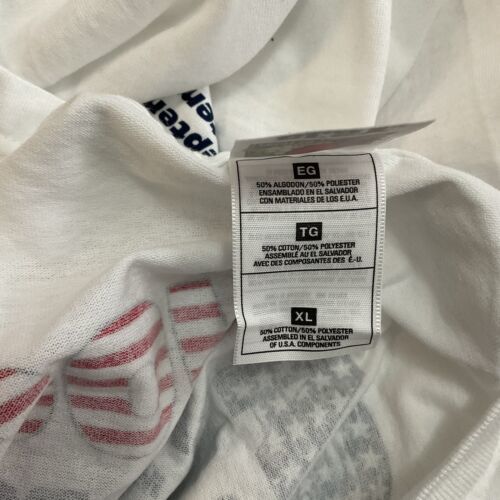 EG
50% ALGODON/50% POLIESTER
ENSAMBLADO EN EL SALVADOR
CON MATERIALES DE LOS E.U.A.
TG
50% COTON/50% POLYESTER
ASSEMBLÉ AU EL SALVADOR
AVEC DES COMPOSANTES DES É.-U.
XL
50% COTTON/50% POLYESTER
ASSEMBLED IN EL SALVADOR
OF U.S.A. COMPONENTS